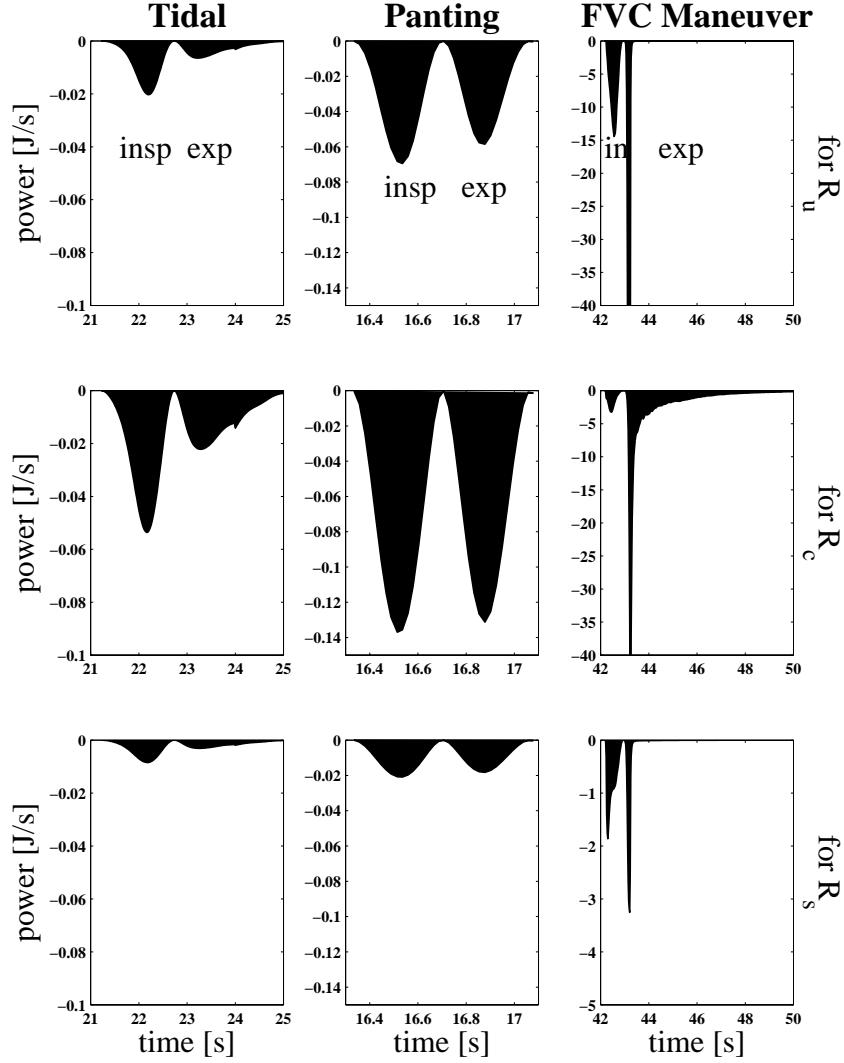 Tidal Panting FVC Maneuver
0 0 0
−0.02 −0.02 −5
−0.04 −0.04 −10
−0.06 −0.06 −15
−0.08 −0.08 −20
−0.1 −0.1 −25
−0.12 −30
−0.14 −35
−40
insp exp insp exp in exp
power [J/s] for R u
21 22 23 24 25 16.4 16.6 16.8 17 42 44 46 48 50
0 0 0
−0.02 −0.02 −5
−0.04 −0.04 −10
−0.06 −0.06 −15
−0.08 −0.08 −20
−0.1 −0.1 −25
−0.12 −30
−0.14 −35
−40
power [J/s] for R c
21 22 23 24 25 16.4 16.6 16.8 17 42 44 46 48 50
0 0 0
−0.02 −0.02 −1
−0.04 −0.04 −2
−0.06 −0.06 −3
−0.08 −0.08 −4
−0.1 −0.1 −5
−0.12
−0.14
power [J/s] for R s
21 22 23 24 25 16.4 16.6 16.8 17 42 44 46 48 50
time [s] time [s] time [s]